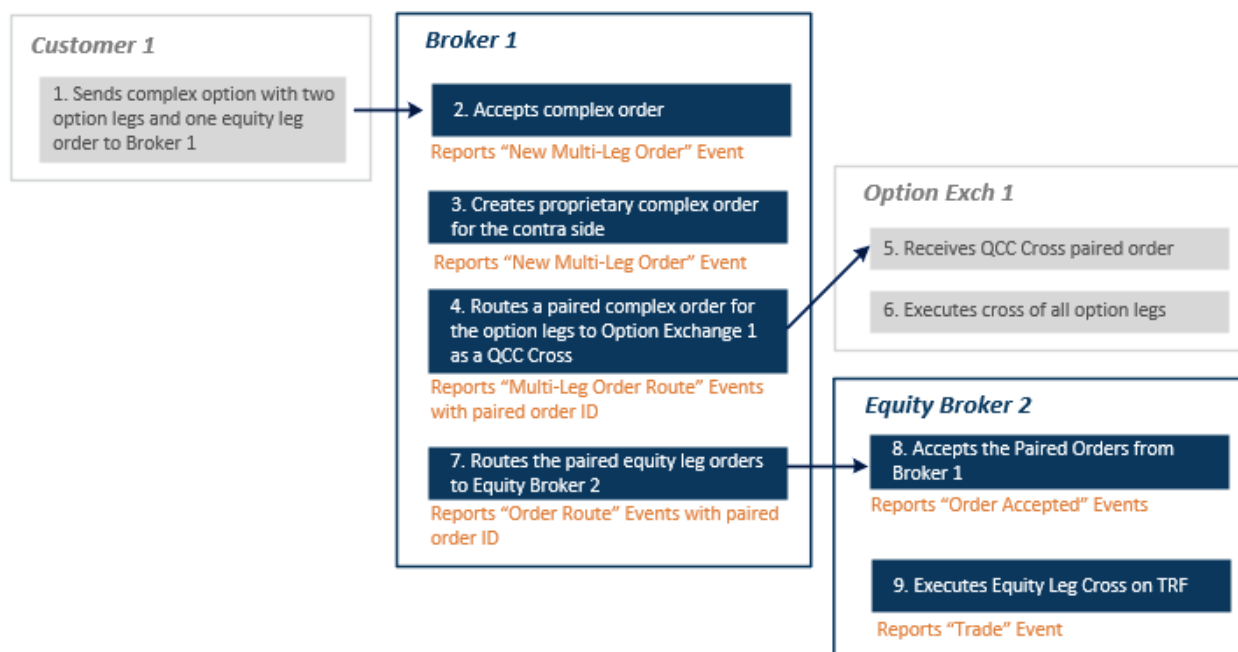 Customer 1
1. Sends complex option with two
option legs and one equity leg
order to Broker 1
Broker 1
2. Accepts complex order
Reports “New Multi-Leg Order” Event
3. Creates proprietary complex order
for the contra side
Reports “New Multi-Leg Order” Event
4. Routes a paired complex order for
the option legs to Option Exchange 1
as a QCC Cross
Reports “Multi-Leg Order Route” Events
with paired order ID
7. Routes the paired equity leg orders
to Equity Broker 2
Reports “Order Route” Events with paired
order ID
Option Exch 1
5. Receives QCC Cross paired order
6. Executes cross of all option legs
Equity Broker 2
8. Accepts the Paired Orders from
Broker 1
Reports “Order Accepted” Events
9. Executes Equity Leg Cross on TRF
Reports “Trade” Event